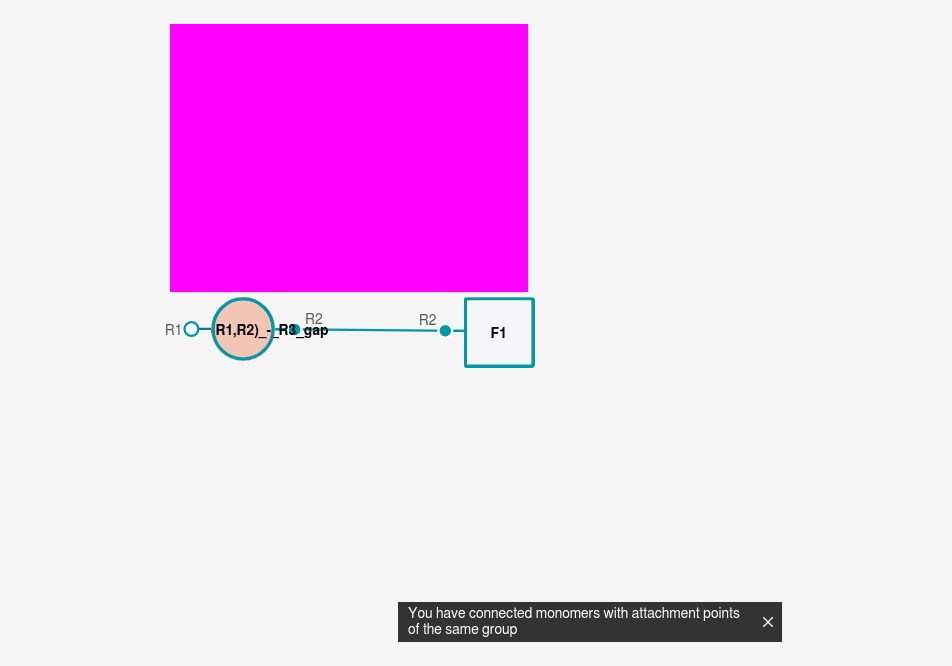 R1 R1,R2)_-_R3_gap R2 R2 F1
You have connected monomers with attachment points
of the same group